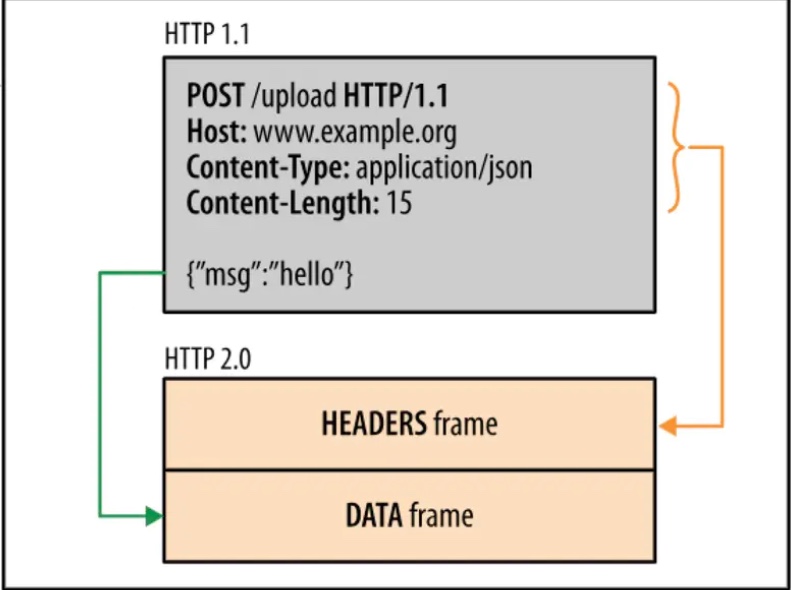 HTTP 1.1
POST /upload HTTP/1.1
Host: www.example.org
Content-Type: application/json
Content-Length: 15
{”msg”:”hello”}
HTTP 2.0
HEADERS frame
DATA frame